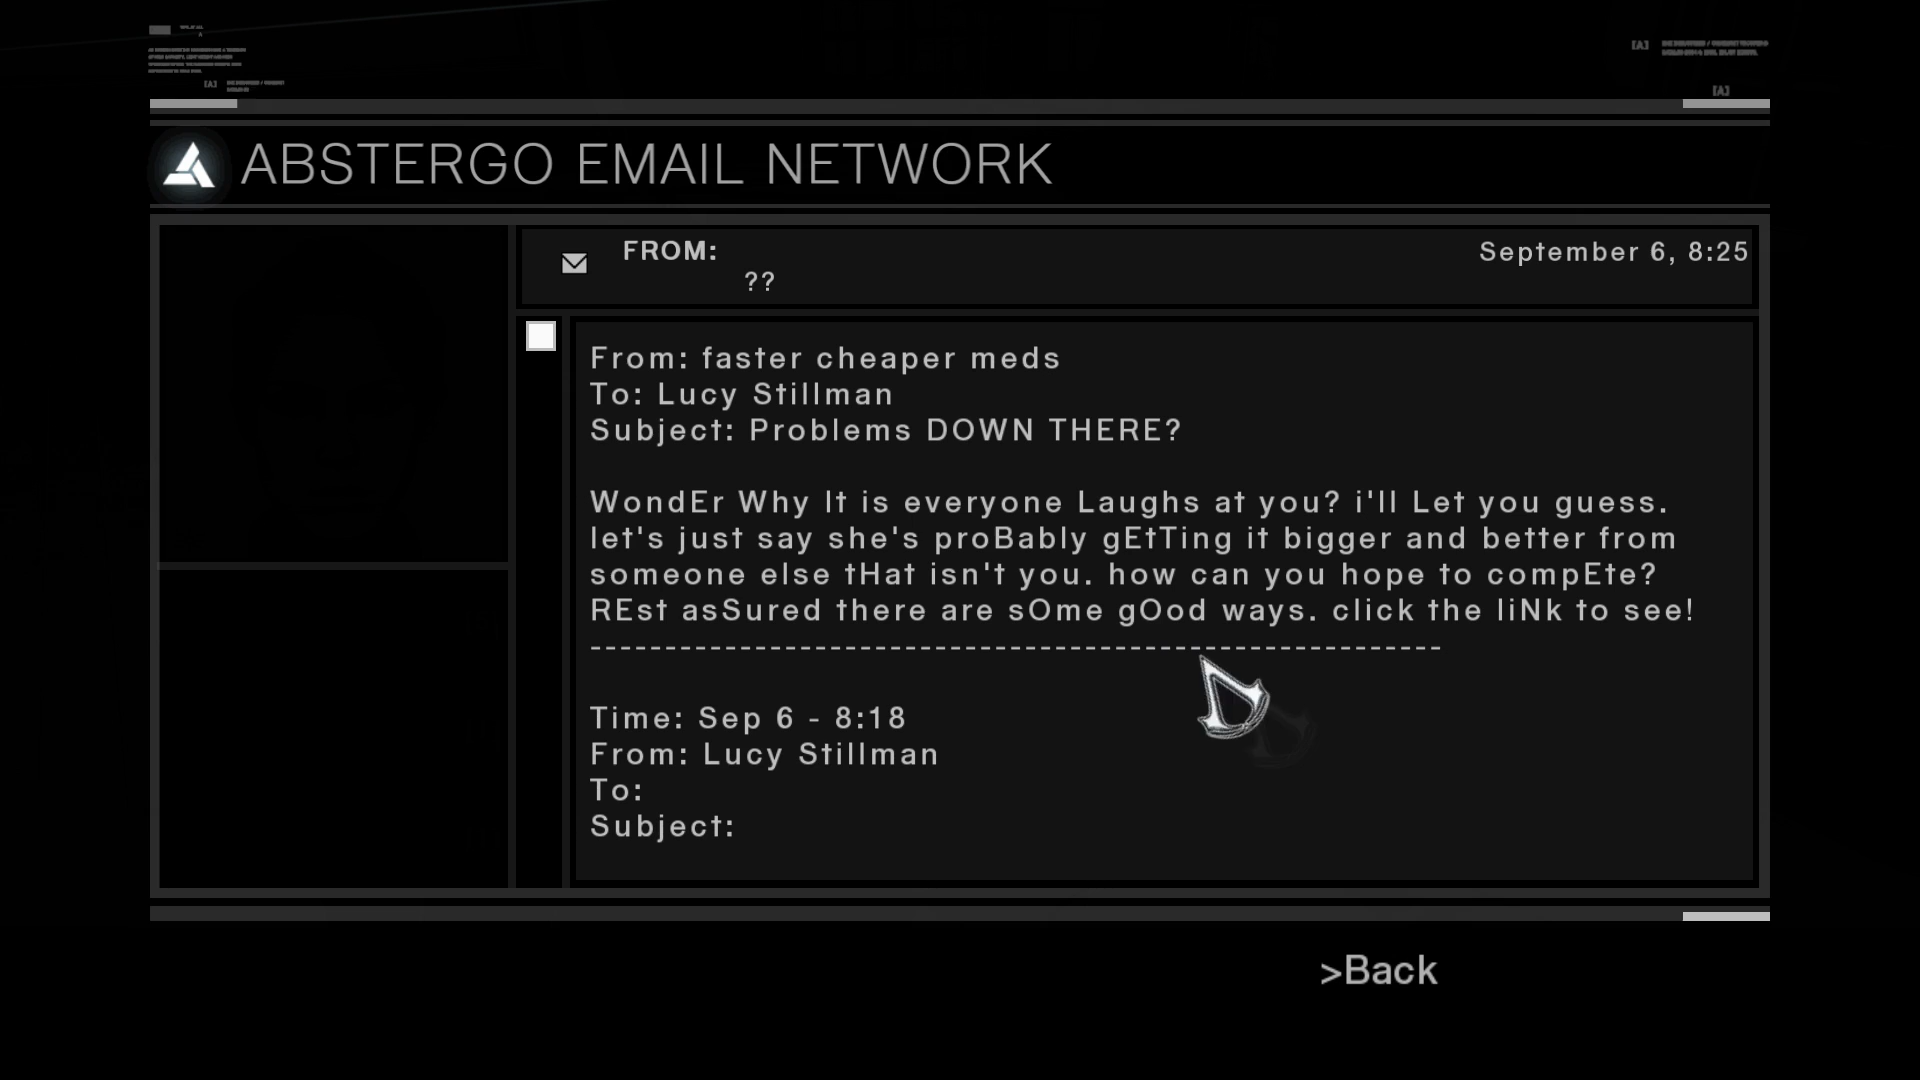 [A]
[A]
[A]
ABSTERGO EMAIL NETWORK
FROM:
??
September 6, 8:25
From: faster cheaper meds
To: Lucy Stillman
Subject: Problems DOWN THERE?
WondEr Why It is everyone Laughs at you? i'll Let you guess.
let's just say she's proBably gEtTing it bigger and better from
someone else tHat isn't you. how can you hope to compEte?
REst asSured there are sOme gOod ways. click the liNk to see!
---------------------------------------------------------
Time: Sep 6 - 8:18
From: Lucy Stillman
To:
Subject:
>Back